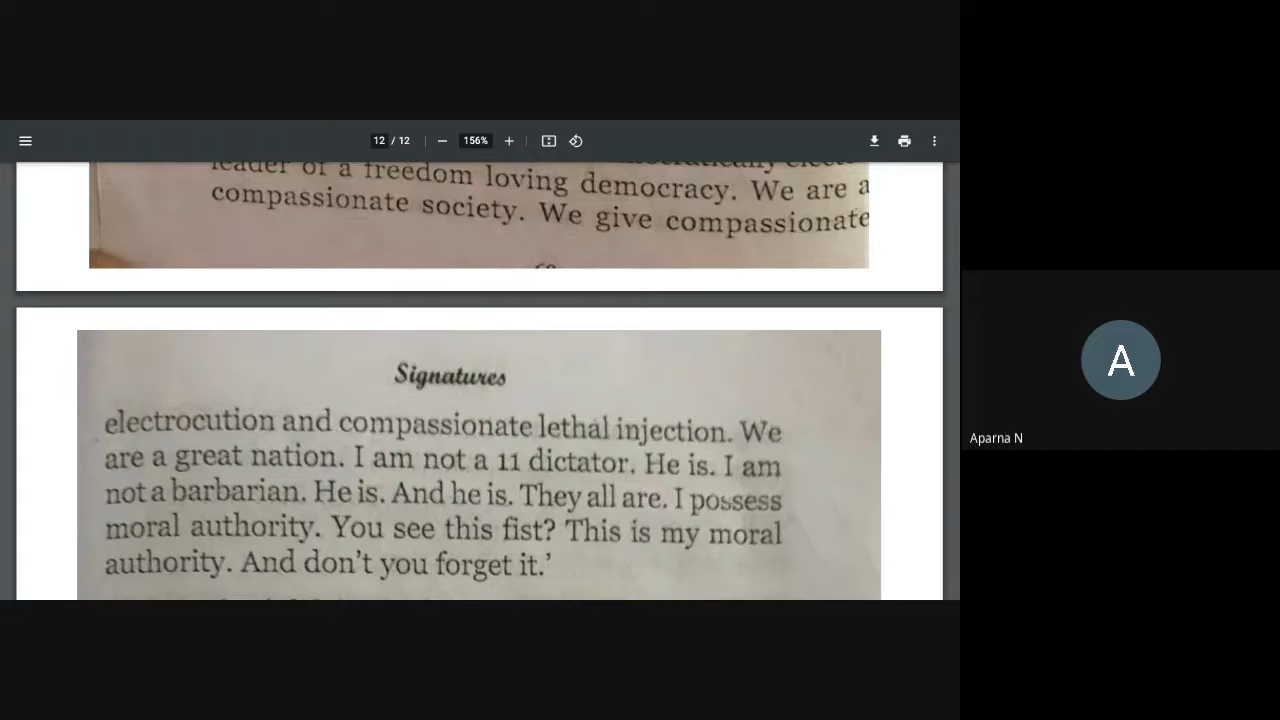 12 / 12
156%
leader of a freedom loving democracy. We are a
compassionate society. We give compassionate
Signatures
electrocution and compassionate lethal injection. We
are a great nation. I am not a 11 dictator. He is. I am
not a barbarian. He is. And he is. They all are. I possess
moral authority. You see this fist? This is my moral
authority. And don't you forget it.'
A
Aparna N